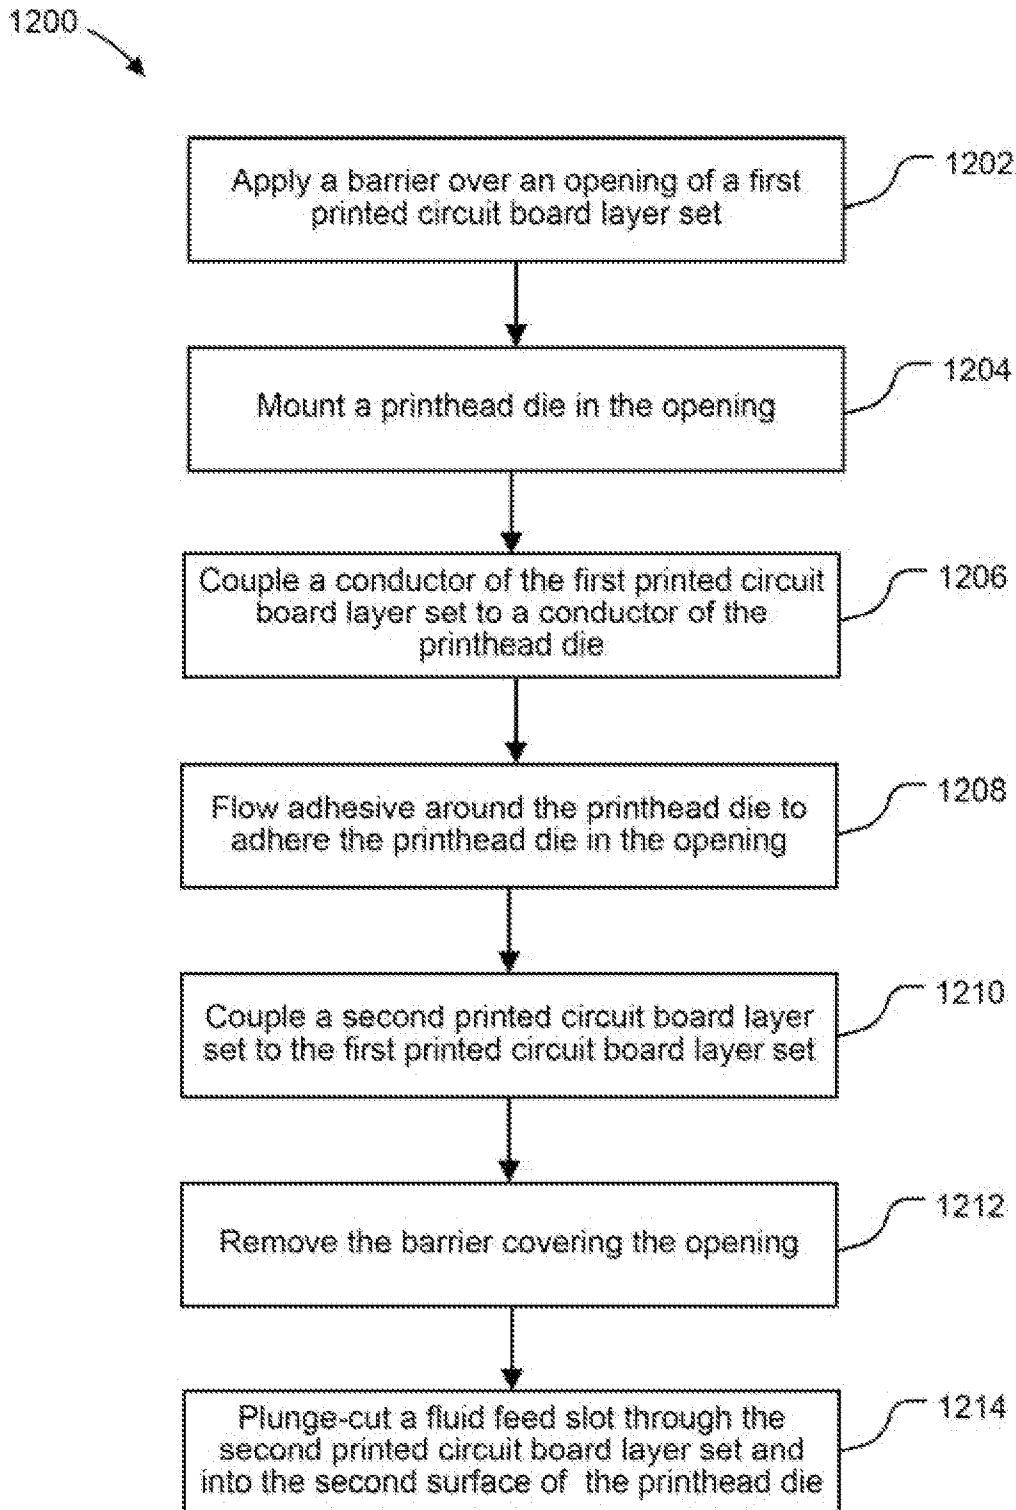 1200
Apply a barrier over an opening of a first
printed circuit board layer set
1202
Mount a printhead die in the opening
1204
Couple a conductor of the first printed circuit
board layer set to a conductor of the
printhead die
1206
Flow adhesive around the printhead die to
adhere the printhead die in the opening
1208
Couple a second printed circuit board layer
set to the first printed circuit board layer set
1210
Remove the barrier covering the opening
1212
Plunge-cut a fluid feed slot through the
second printed circuit board layer set and
into the second surface of the printhead die
1214